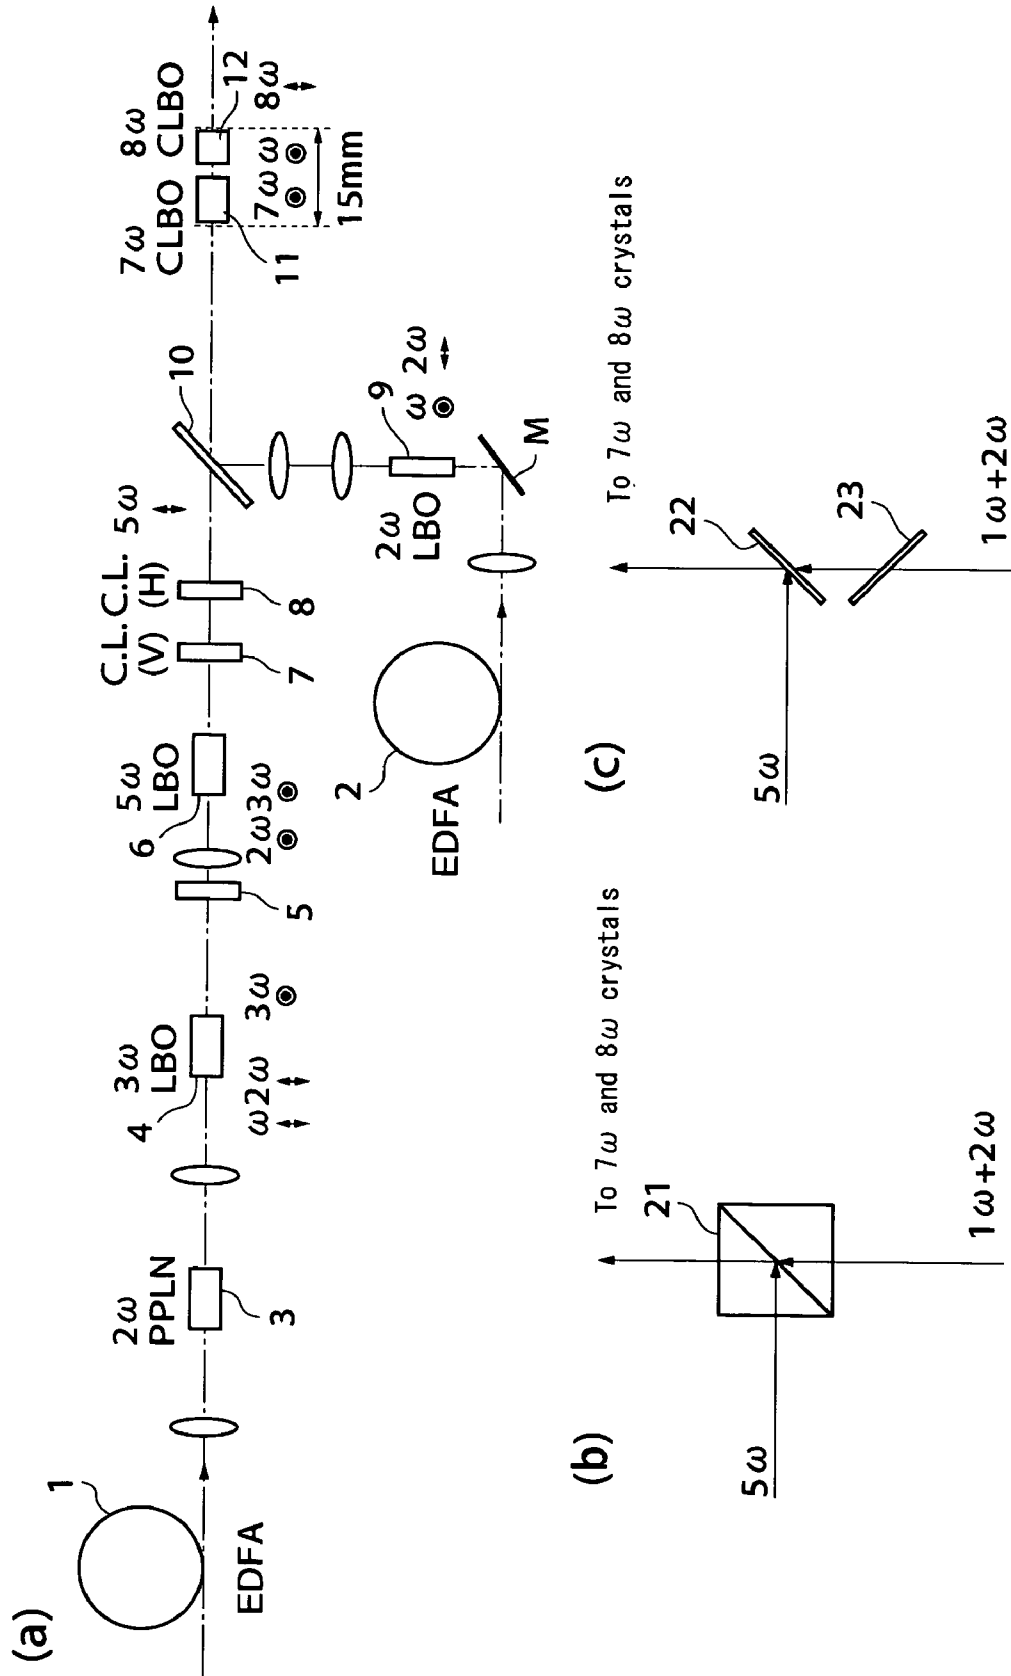 (a)
1
EDFA
2ω
PPLN
3
3ω
LBO
4
ω2ω
3ω
5
5ω
LBO
6
2ω3ω
C.L.
(V)
7
C.L.
(H)
8
5ω
10
7ω
CLBO
11
8ω
CLBO
12
7ω ω
8ω
15mm
2
EDFA
2ω
LBO
9
ω 2ω
M
(b)
5ω
21
1ω+2ω
To 7ω and 8ω crystals
(c)
5ω
22
23
1ω+2ω
To 7ω and 8ω crystals